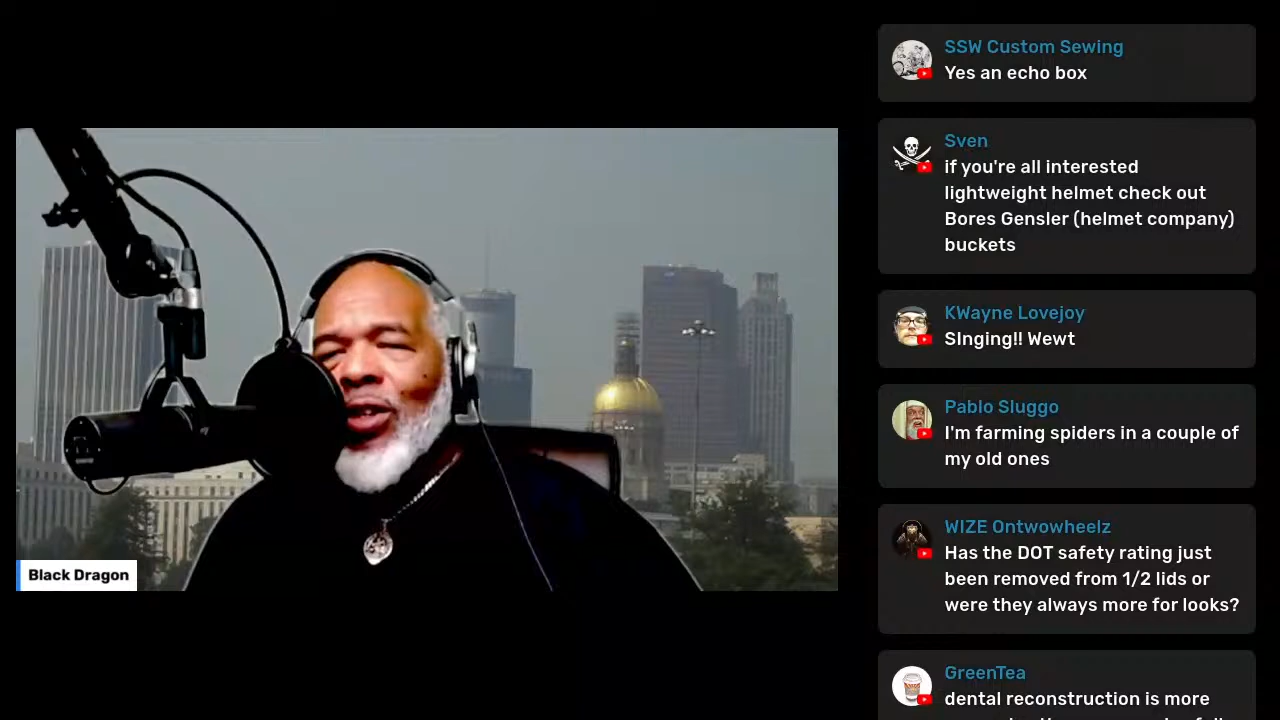 SSW Custom Sewing
Yes an echo box
Sven
if you're all interested
lightweight helmet check out
Bores Gensler (helmet company)
buckets
KWayne Lovejoy
SInging!! Wewt
Pablo Sluggo
I'm farming spiders in a couple of
my old ones
WIZE Ontwowheelz
Has the DOT safety rating just
been removed from 1/2 lids or
were they always more for looks?
GreenTea
dental reconstruction is more
Black Dragon